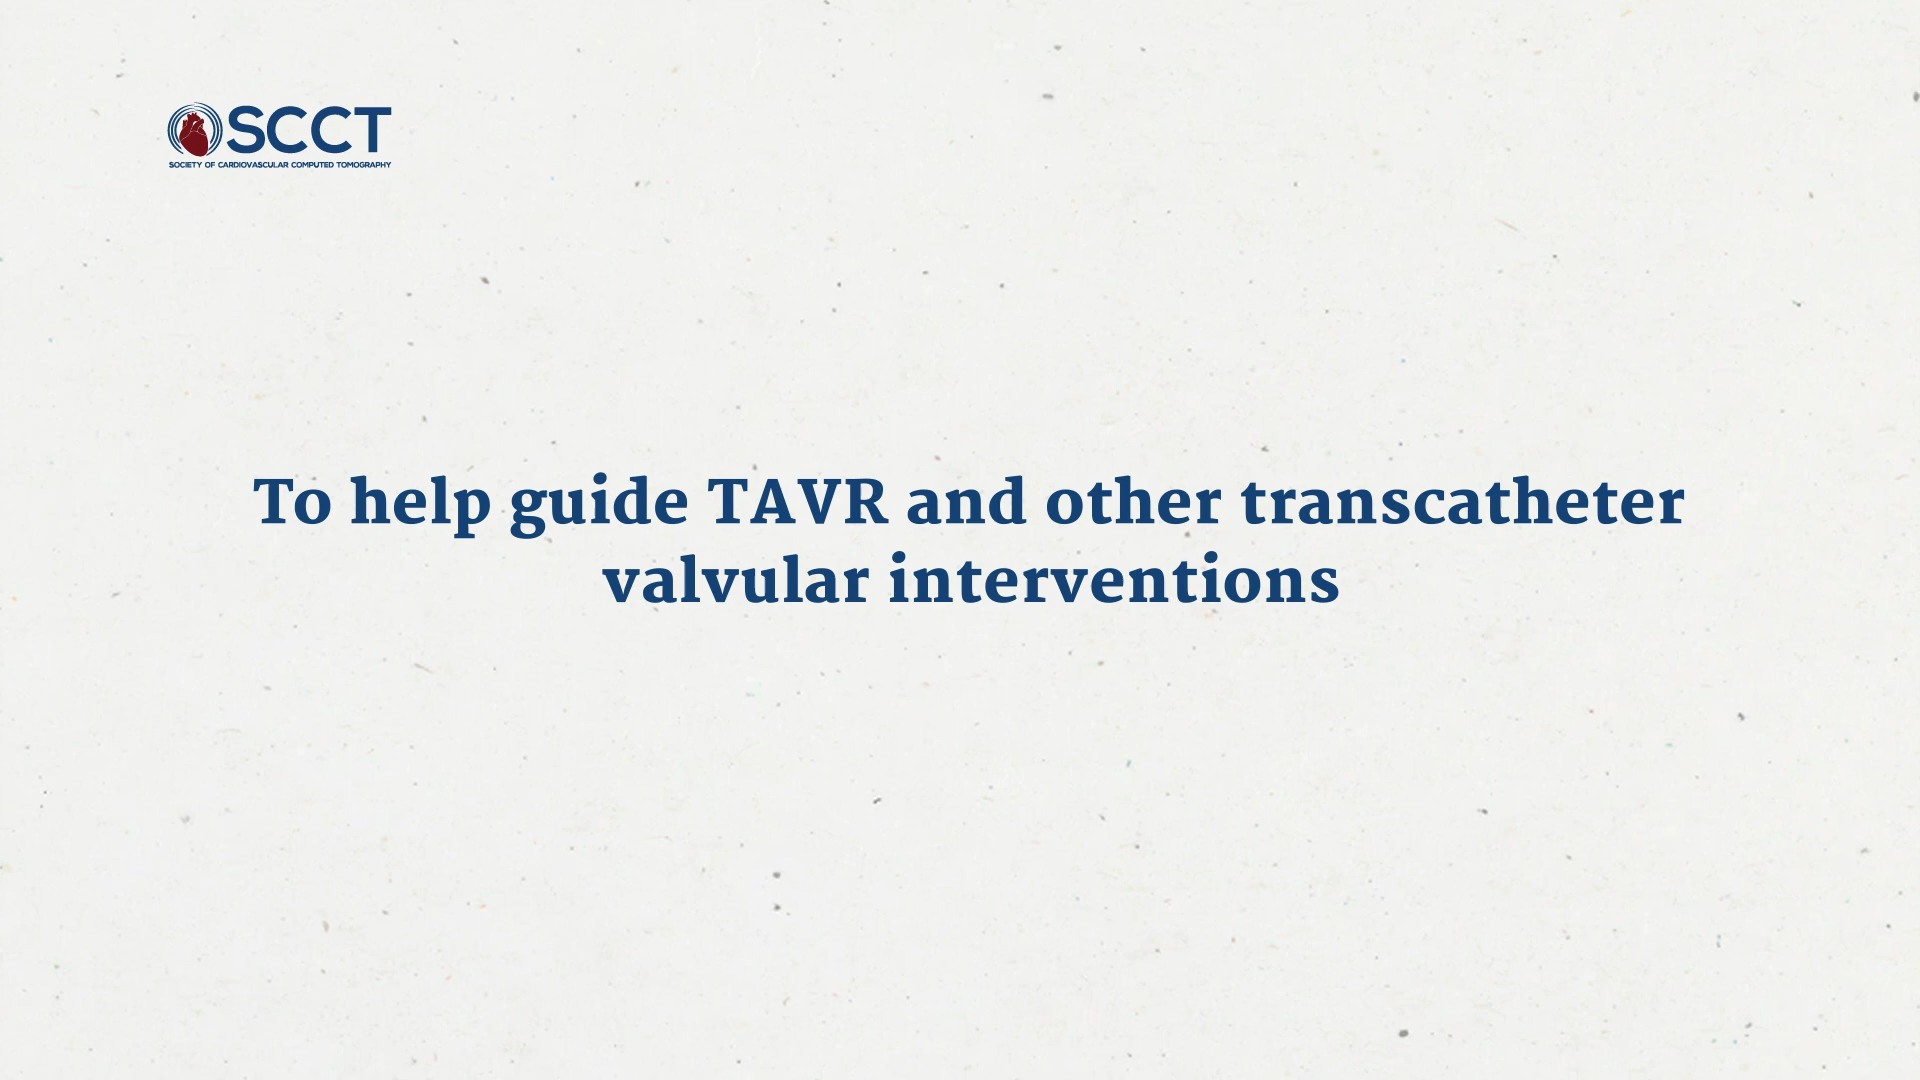 SCCT
SOCIETY OF CARDIOVASCULAR COMPUTED TOMOGRAPHY
To help guide TAVR and other transcatheter
valvular interventions